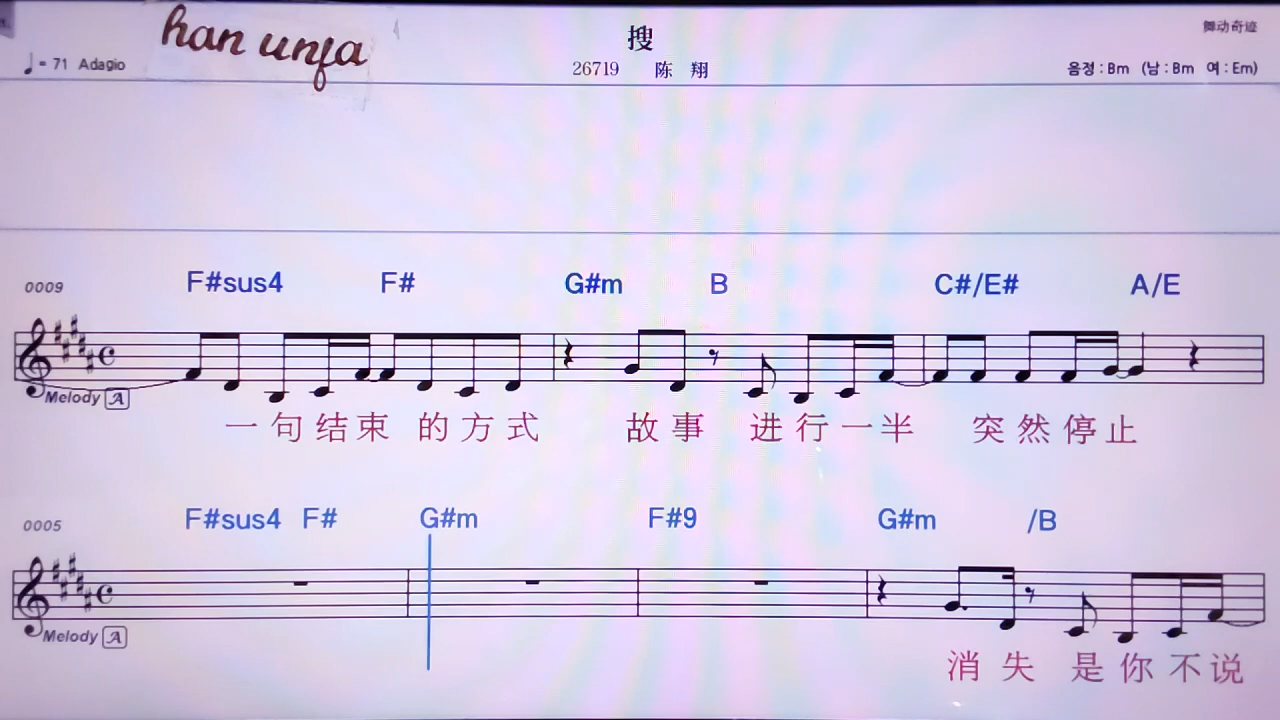 han unfa
搜
舞动奇迹
♩= 71 Adagio
26719 陈 翔
음정 : Bm (남 : Bm 여 : Em)
0009
F#sus4 F# G#m B C#/E# A/E
Melody A
一 句 结 束 的 方 式 故 事 进 行 一 半 突 然 停 止
0005
F#sus4 F# G#m F#9 G#m /B
Melody A
消 失 是 你 不 说